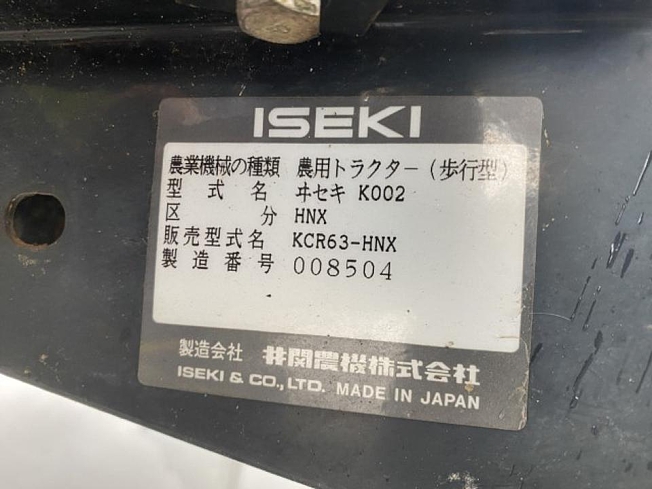 ISEKI
農業機械の種類 農用トラクター(歩行型)
型式名 ヰセキ K002
区分 HNX
販売型式名 KCR63-HNX
製造番号 008504
製造会社 井関農機株式会社
ISEKI & CO., LTD. MADE IN JAPAN